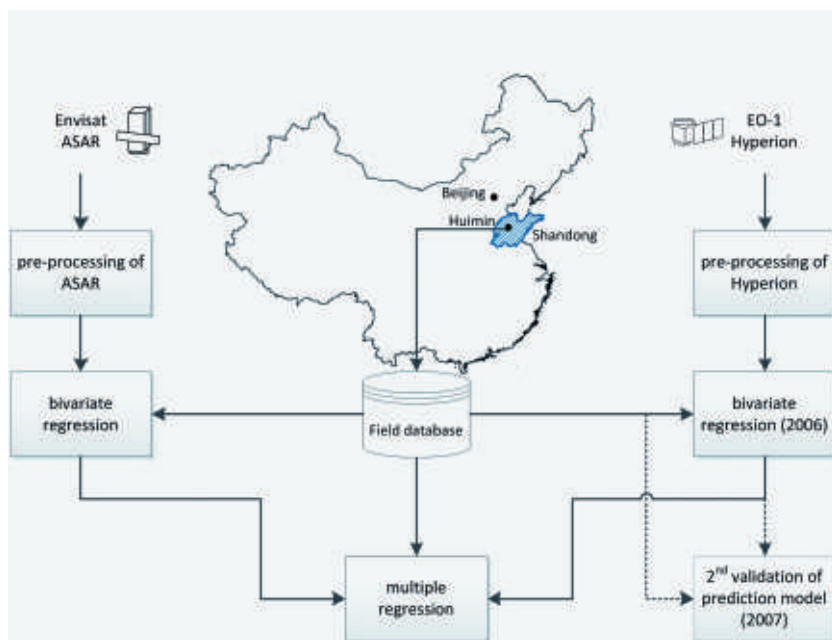 Envisat
ASAR
EO-1
Hyperion
Beijing
Huimin
Shandong
pre-processing of
ASAR
pre-processing of
Hyperion
bivariate
regression
Field database
bivariate
regression (2006)
multiple
regression
2nd validation of
prediction model
(2007)